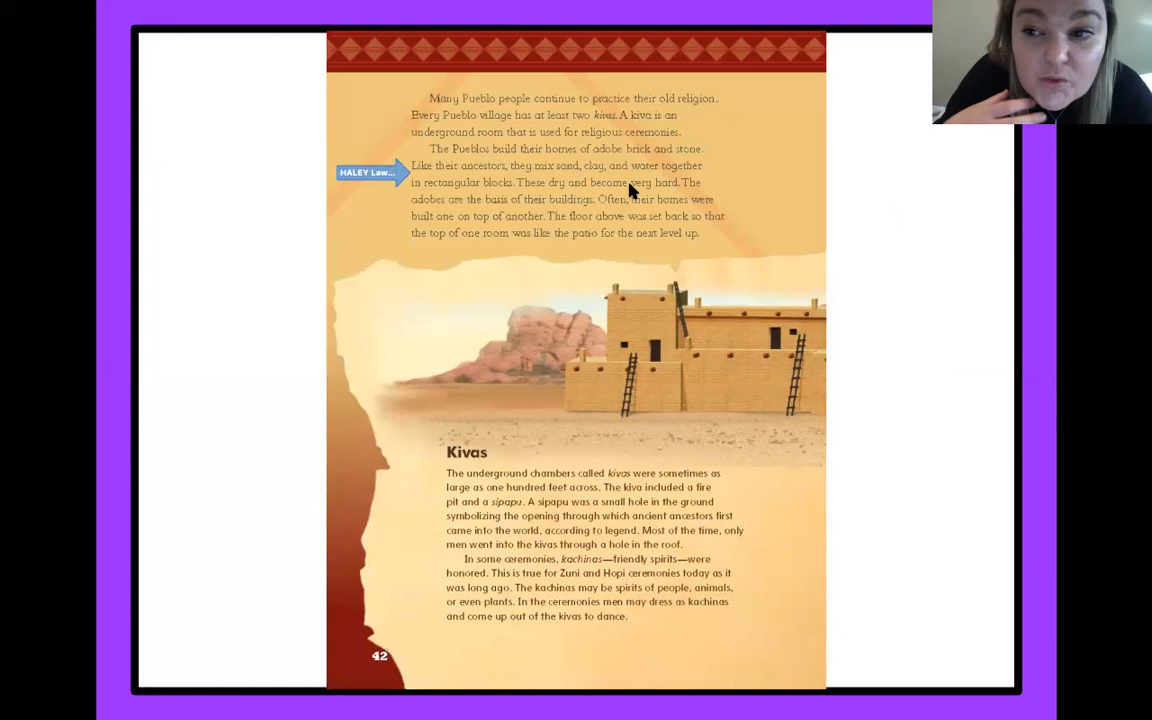 Many Pueblo people continue to practice their old religion.
Every Pueblo village has at least two kivas. A kiva is an
underground room that is used for religious ceremonies.
The Pueblos build their homes of adobe brick and stone.
Like their ancestors, they mix sand, clay, and water together
in rectangular blocks. These dry and become very hard. The
adobes are the basis of their buildings. Often, their homes were
built one on top of another. The floor above was set back so that
the top of one room was like the patio for the next level up.
HALEY Law...
Kivas
The underground chambers called kivas were sometimes as
large as one hundred feet across. The kiva included a fire
pit and a sipapu. A sipapu was a small hole in the ground
symbolizing the opening through which ancient ancestors first
came into the world, according to legend. Most of the time, only
men went into the kivas through a hole in the roof.
In some ceremonies, kachinas—friendly spirits—were
honored. This is true for Zuni and Hopi ceremonies today as it
was long ago. The kachinas may be spirits of people, animals,
or even plants. In the ceremonies men may dress as kachinas
and come up out of the kivas to dance.
42